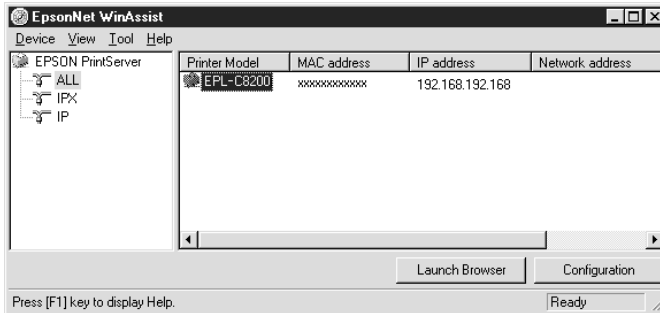 EpsonNet WinAssist
Device View Tool Help
EPSON PrintServer
ALL
IPX
IP
Printer Model MAC address IP address Network address
EPL-C8200 xxxxxxxxxxxx 192.168.192.168
Launch Browser Configuration
Press [F1] key to display Help. Ready